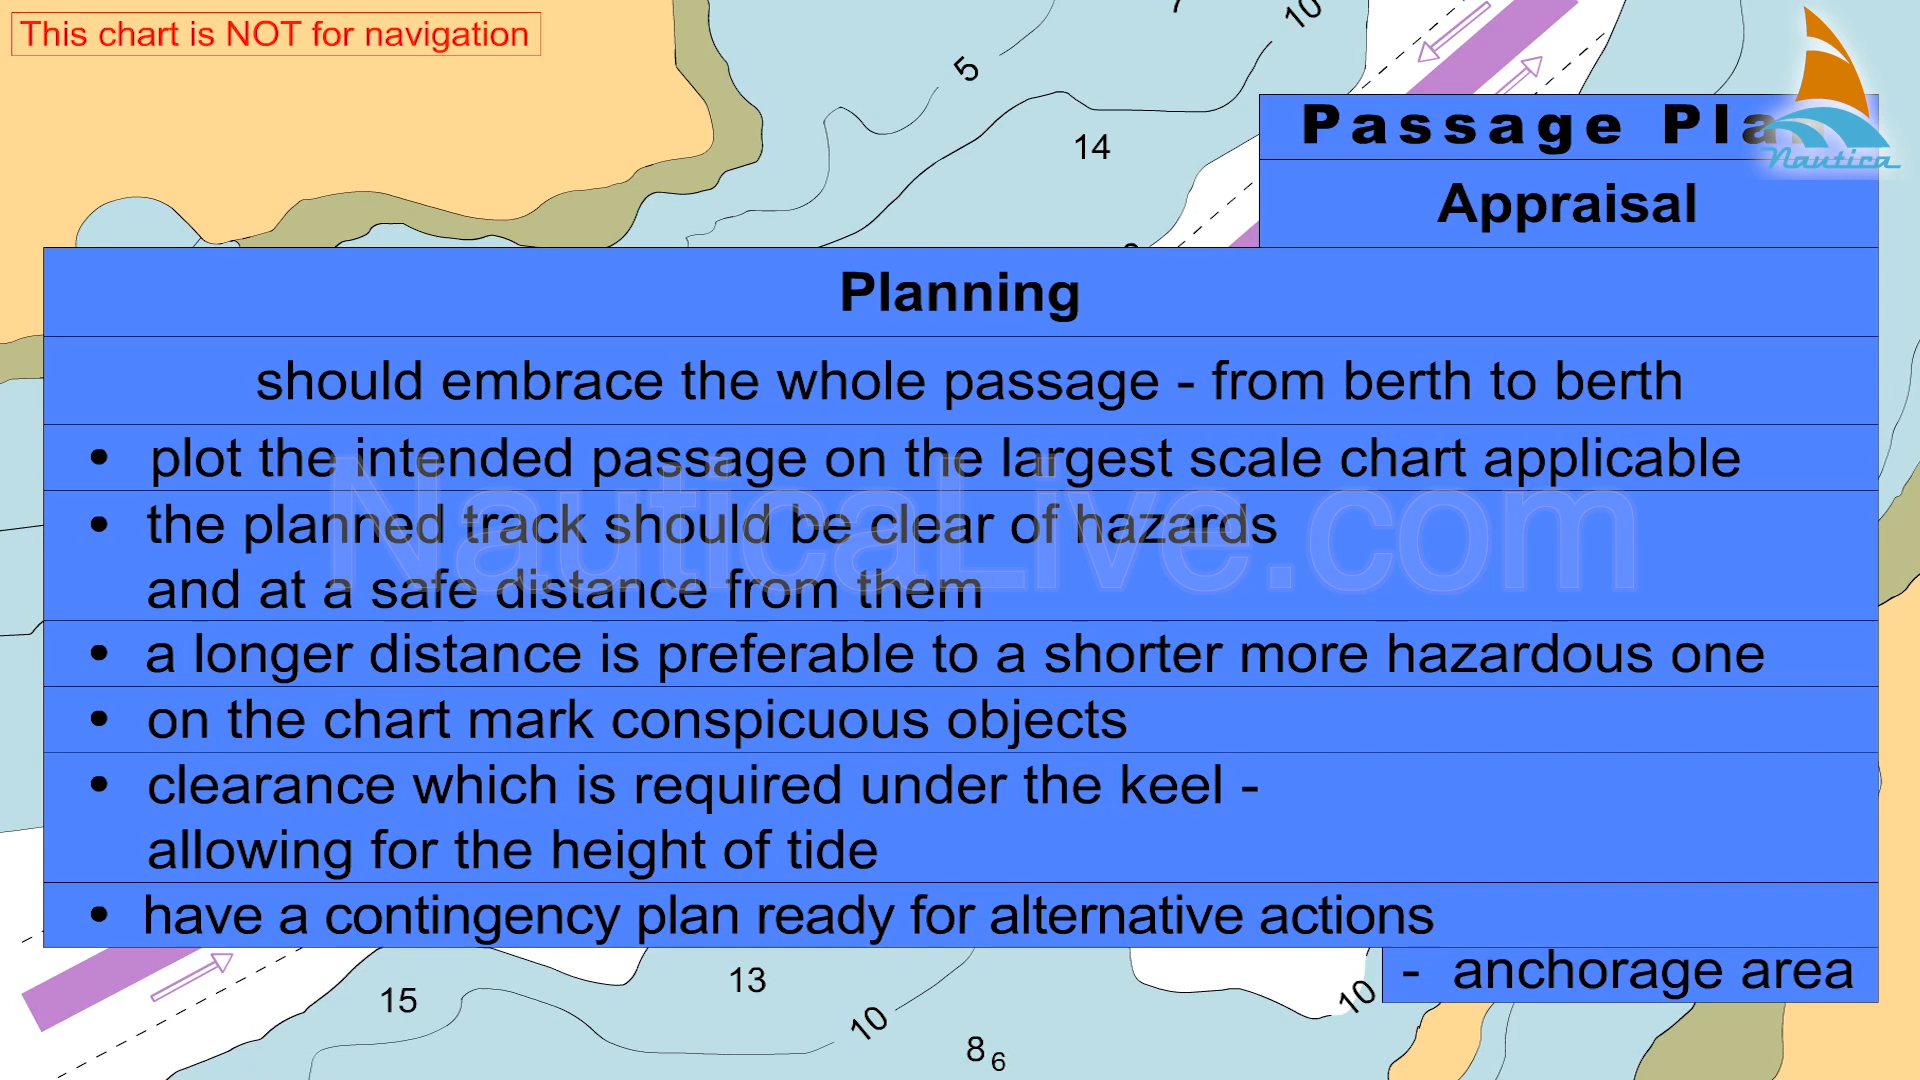 This chart is NOT for navigation
7
10
5
14
Passage Pla
Nautica
Appraisal
Planning
should embrace the whole passage - from berth to berth
• plot the intended passage on the largest scale chart applicable
• the planned track should be clear of hazards
and at a safe distance from them
NauticaLive.com
• a longer distance is preferable to a shorter more hazardous one
• on the chart mark conspicuous objects
• clearance which is required under the keel -
allowing for the height of tide
• have a contingency plan ready for alternative actions
- anchorage area
15
13
10
10
8 6